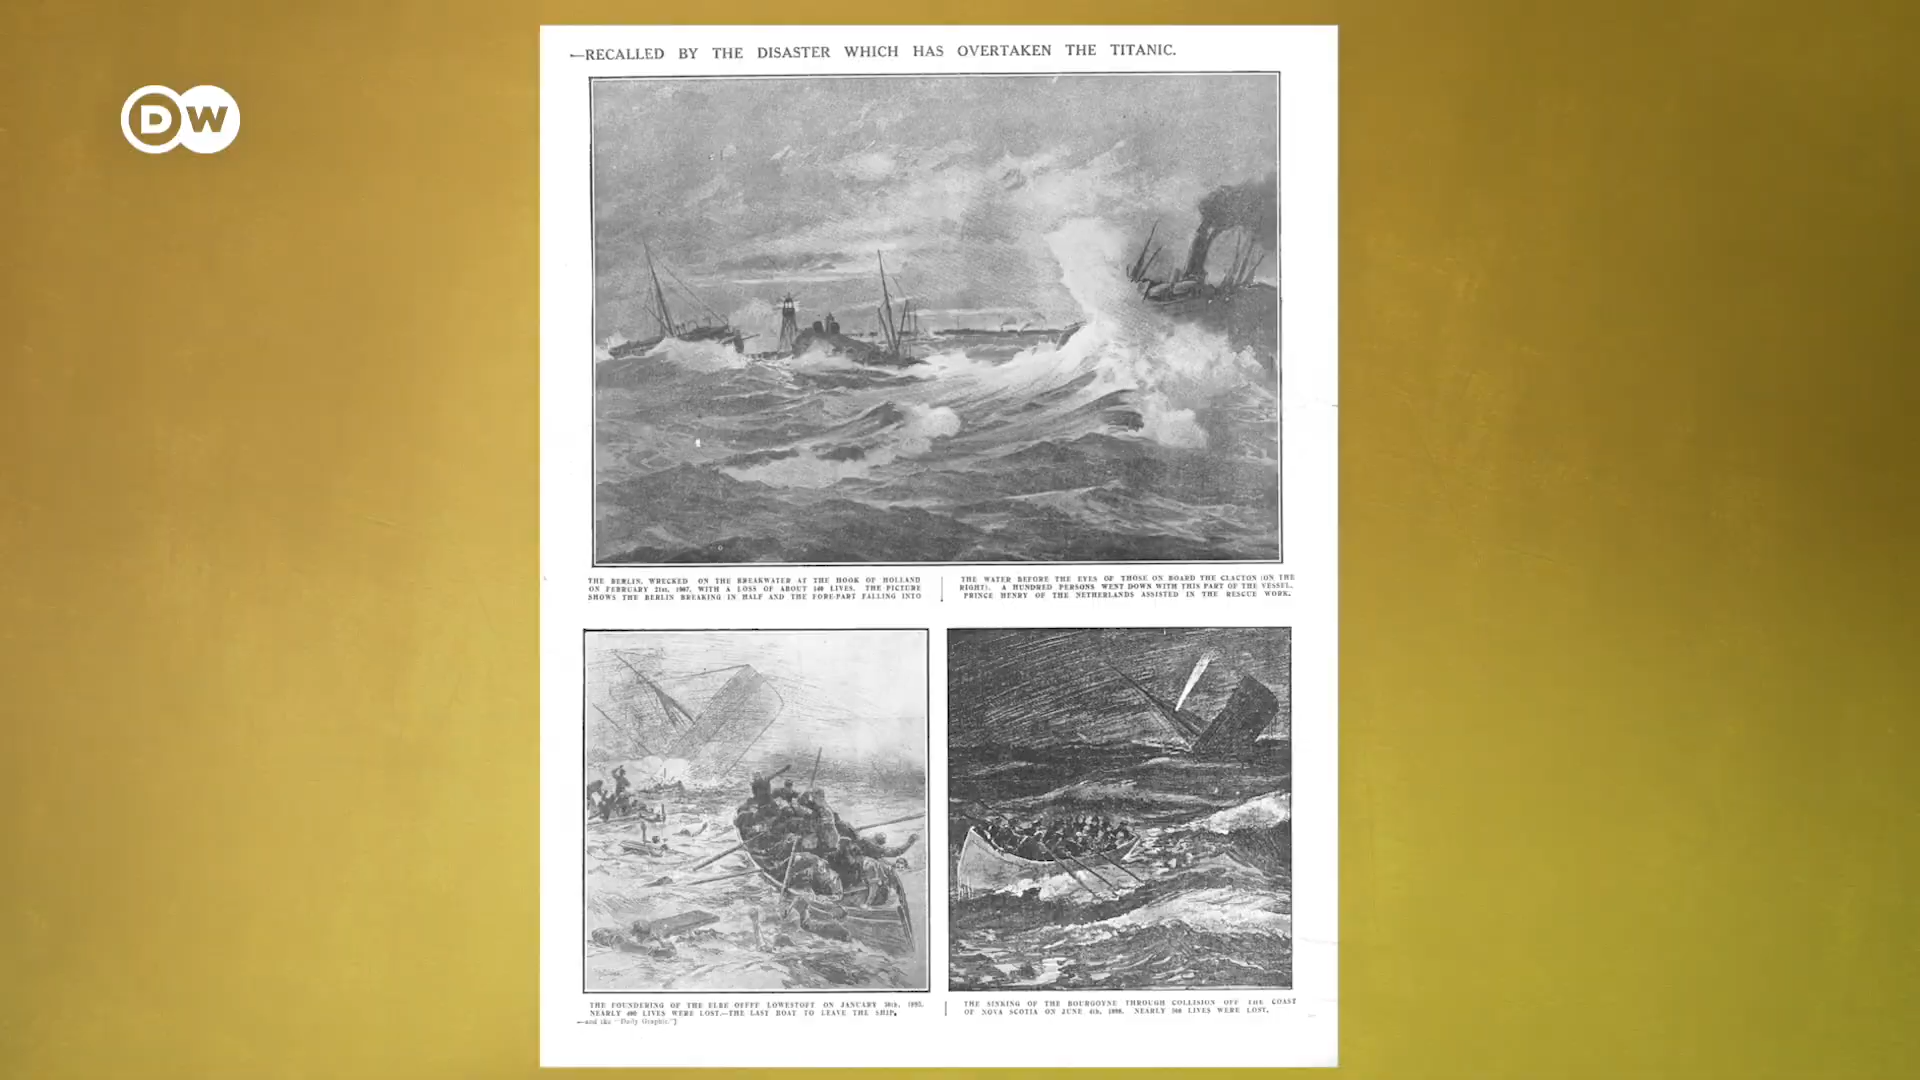 DW
—RECALLED BY THE DISASTER WHICH HAS OVERTAKEN THE TITANIC.
THE BERLIN, WRECKED ON THE BREAKWATER AT THE HOOK OF HOLLAND
ON FEBRUARY 21st, 1907, WITH A LOSS OF ABOUT 140 LIVES. THE PICTURE
SHOWS THE BERLIN BREAKING IN HALF AND THE FORE-PART FALLING INTO
THE WATER BEFORE THE EYES OF THOSE ON BOARD THE CLACTON (ON THE
RIGHT). A HUNDRED PERSONS WENT DOWN WITH THIS PART OF THE VESSEL.
PRINCE HENRY OF THE NETHERLANDS ASSISTED IN THE RESCUE WORK.
THE FOUNDERING OF THE ELBE OFF LOWESTOFT ON JANUARY 30th, 1895.
NEARLY 400 LIVES WERE LOST.—THE LAST BOAT TO LEAVE THE SHIP.
—and the "Daily Graphic."]
THE SINKING OF THE BOURGOYNE THROUGH COLLISION OFF THE COAST
OF NOVA SCOTIA ON JUNE 4th, 1898. NEARLY 500 LIVES WERE LOST.